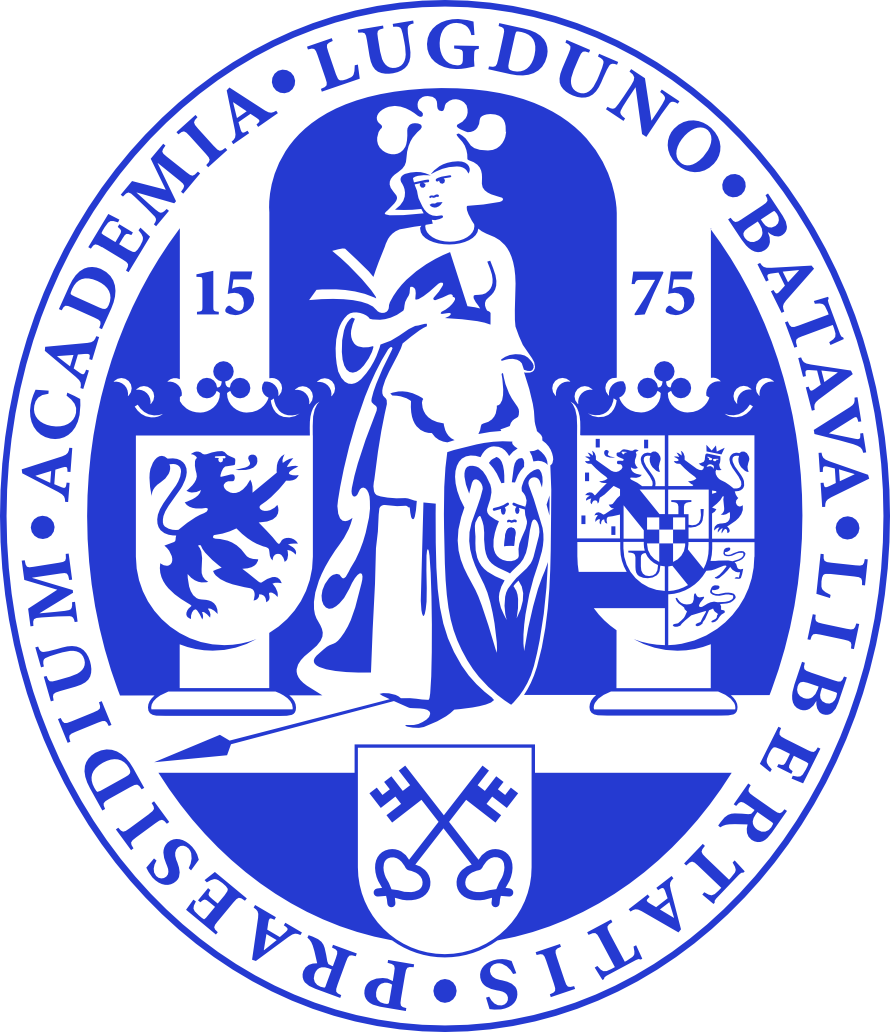 ACADEMIA • LUGDUNO • BATAVA • LIBERTATIS • PRAESIDIUM •
15
75
U
U